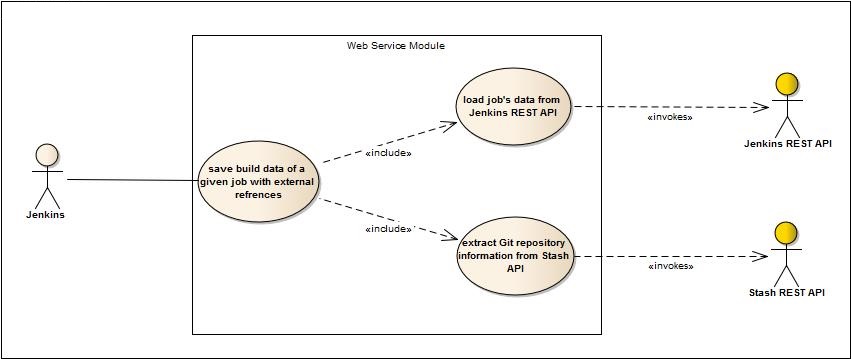 Web Service Module
load job's data from
Jenkins REST API
«invokes»
Jenkins REST API
«include»
save build data of a
given job with external
refrences
Jenkins
«include»
extract Git repository
information from Stash
API
«invokes»
Stash REST API